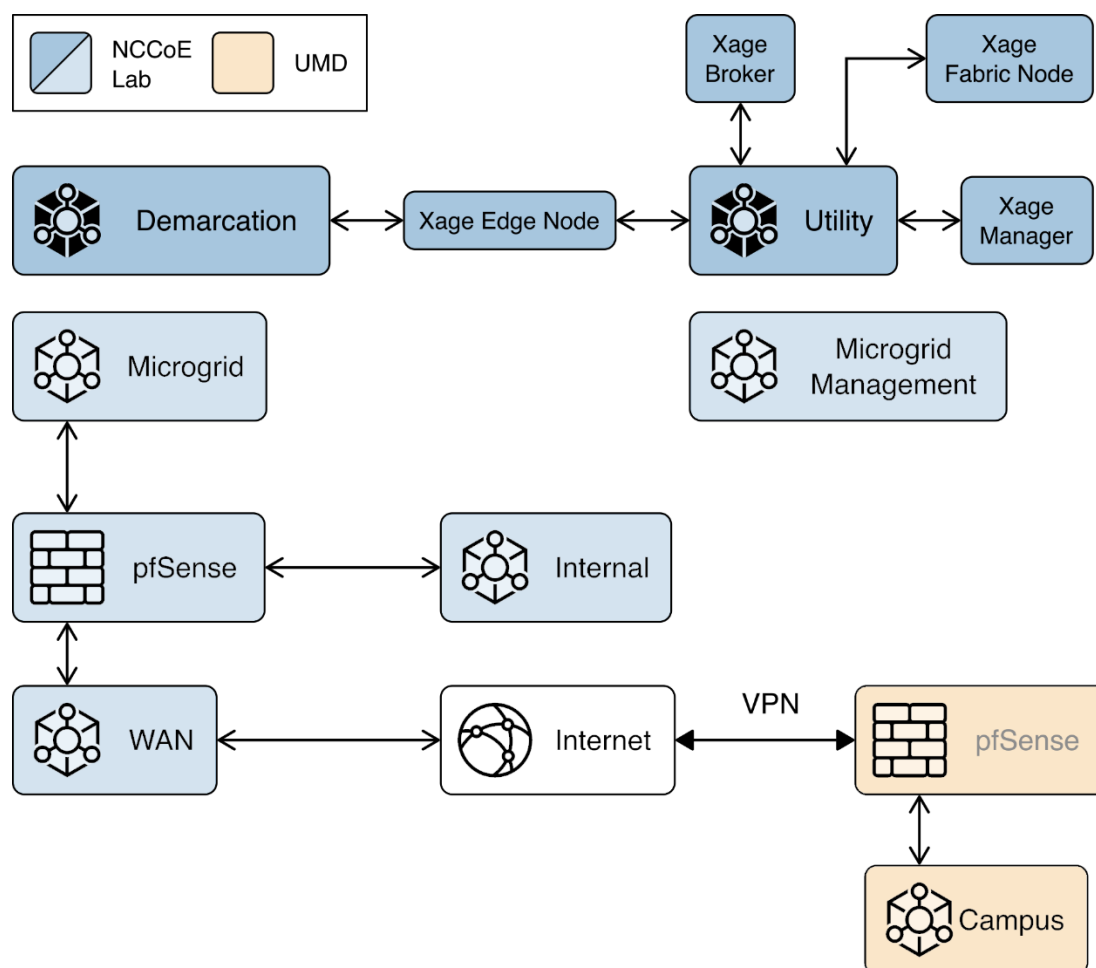 NCCoE
Lab
UMD
Xage
Broker
Xage
Fabric Node
Demarcation
Xage Edge Node
Utility
Xage
Manager
Microgrid
Microgrid
Management
pfSense
Internal
WAN
Internet
VPN
pfSense
Campus